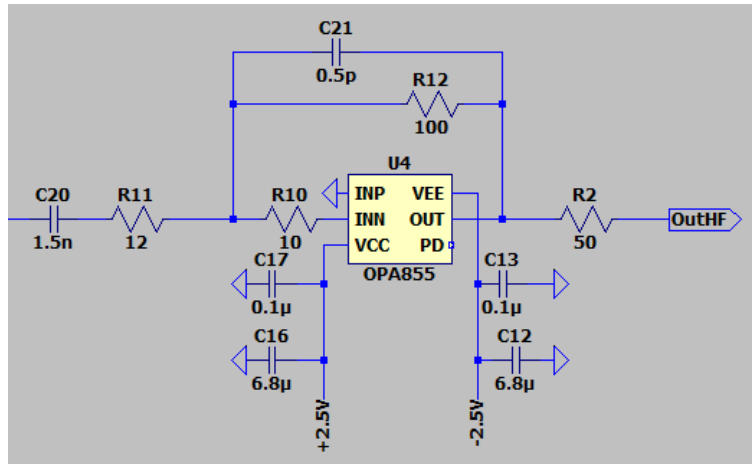 C21
0.5p
R12
100
U4
C20
1.5n
R11
12
R10
10
INP VEE
INN OUT
VCC PD
OPA855
R2
50
OutHF
C17
0.1µ
C13
0.1µ
C16
6.8µ
C12
6.8µ
+2.5V
-2.5V